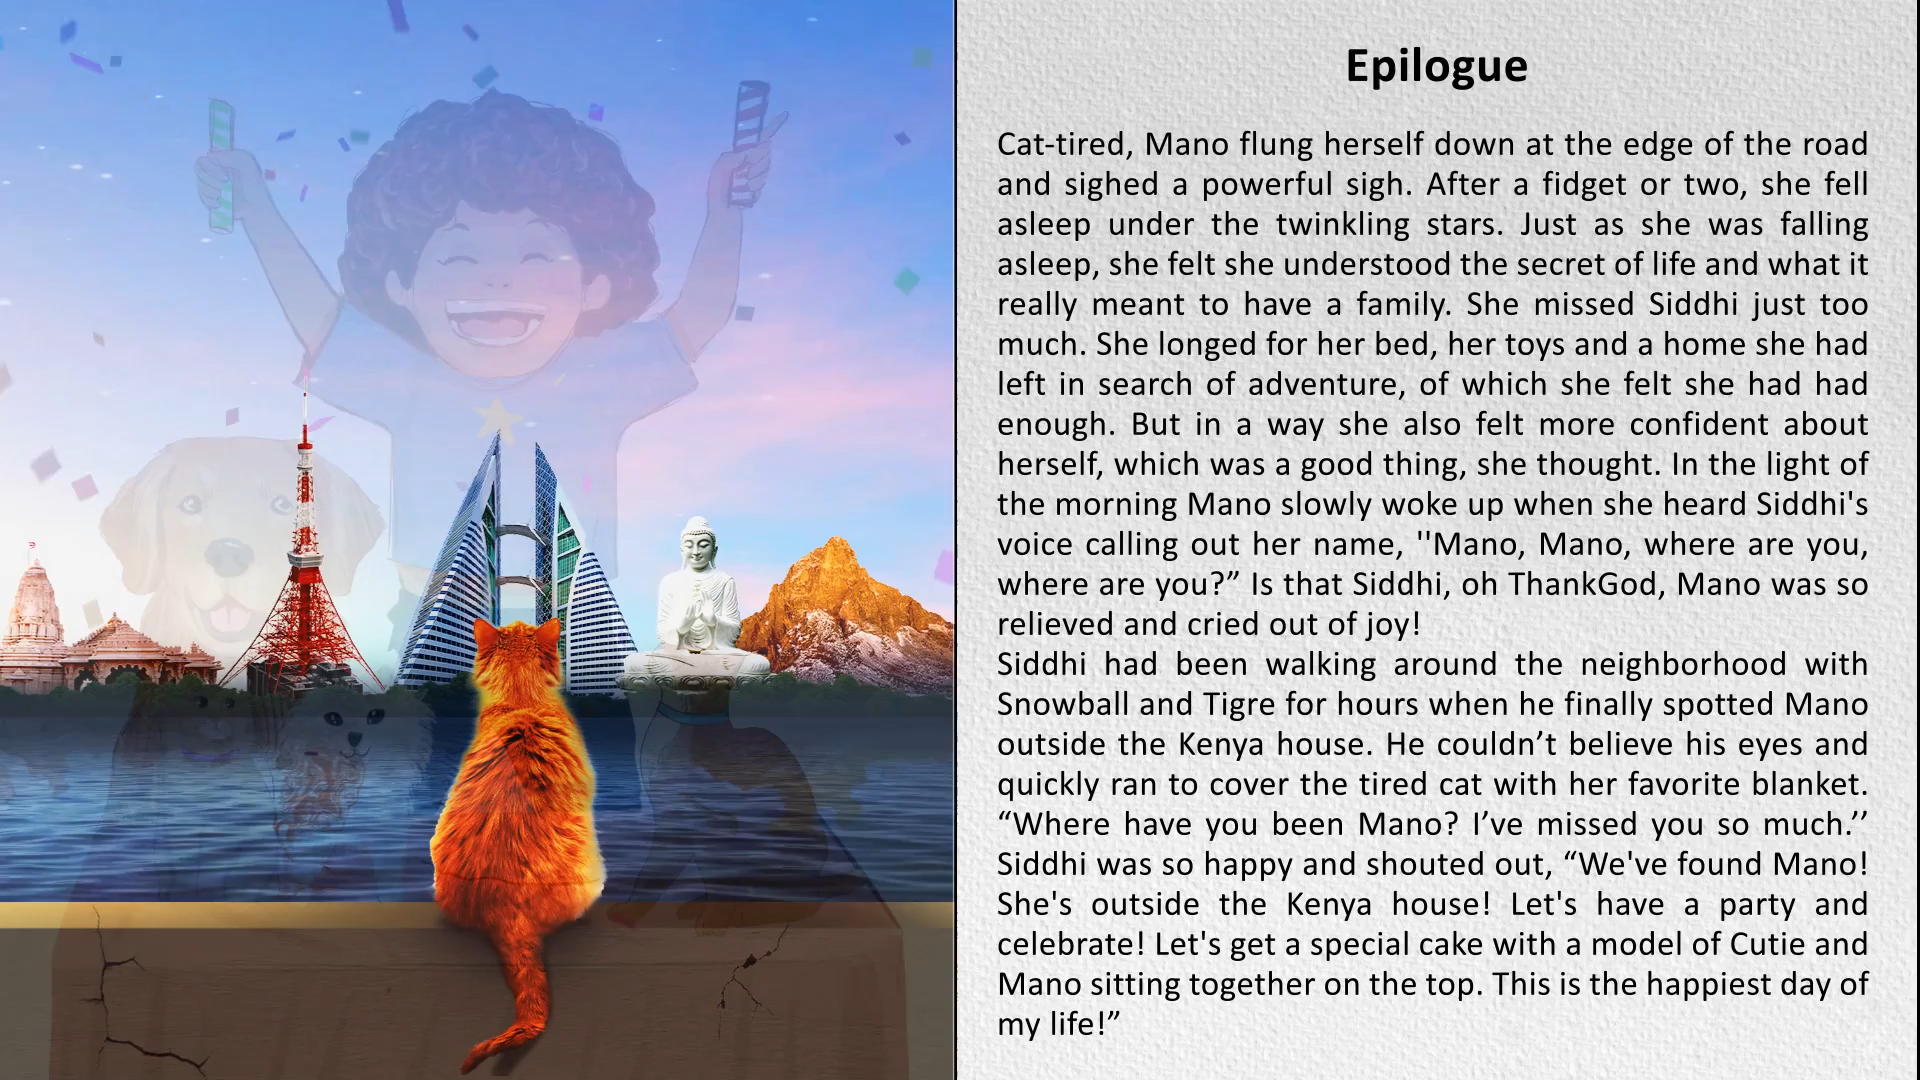 Epilogue
Cat-tired, Mano flung herself down at the edge of the road
and sighed a powerful sigh. After a fidget or two, she fell
asleep under the twinkling stars. Just as she was falling
asleep, she felt she understood the secret of life and what it
really meant to have a family. She missed Siddhi just too
much. She longed for her bed, her toys and a home she had
left in search of adventure, of which she felt she had had
enough. But in a way she also felt more confident about
herself, which was a good thing, she thought. In the light of
the morning Mano slowly woke up when she heard Siddhi's
voice calling out her name, ''Mano, Mano, where are you,
where are you?” Is that Siddhi, oh ThankGod, Mano was so
relieved and cried out of joy!
Siddhi had been walking around the neighborhood with
Snowball and Tigre for hours when he finally spotted Mano
outside the Kenya house. He couldn’t believe his eyes and
quickly ran to cover the tired cat with her favorite blanket.
“Where have you been Mano? I’ve missed you so much.’’
Siddhi was so happy and shouted out, “We've found Mano!
She's outside the Kenya house! Let's have a party and
celebrate! Let's get a special cake with a model of Cutie and
Mano sitting together on the top. This is the happiest day of
my life!”